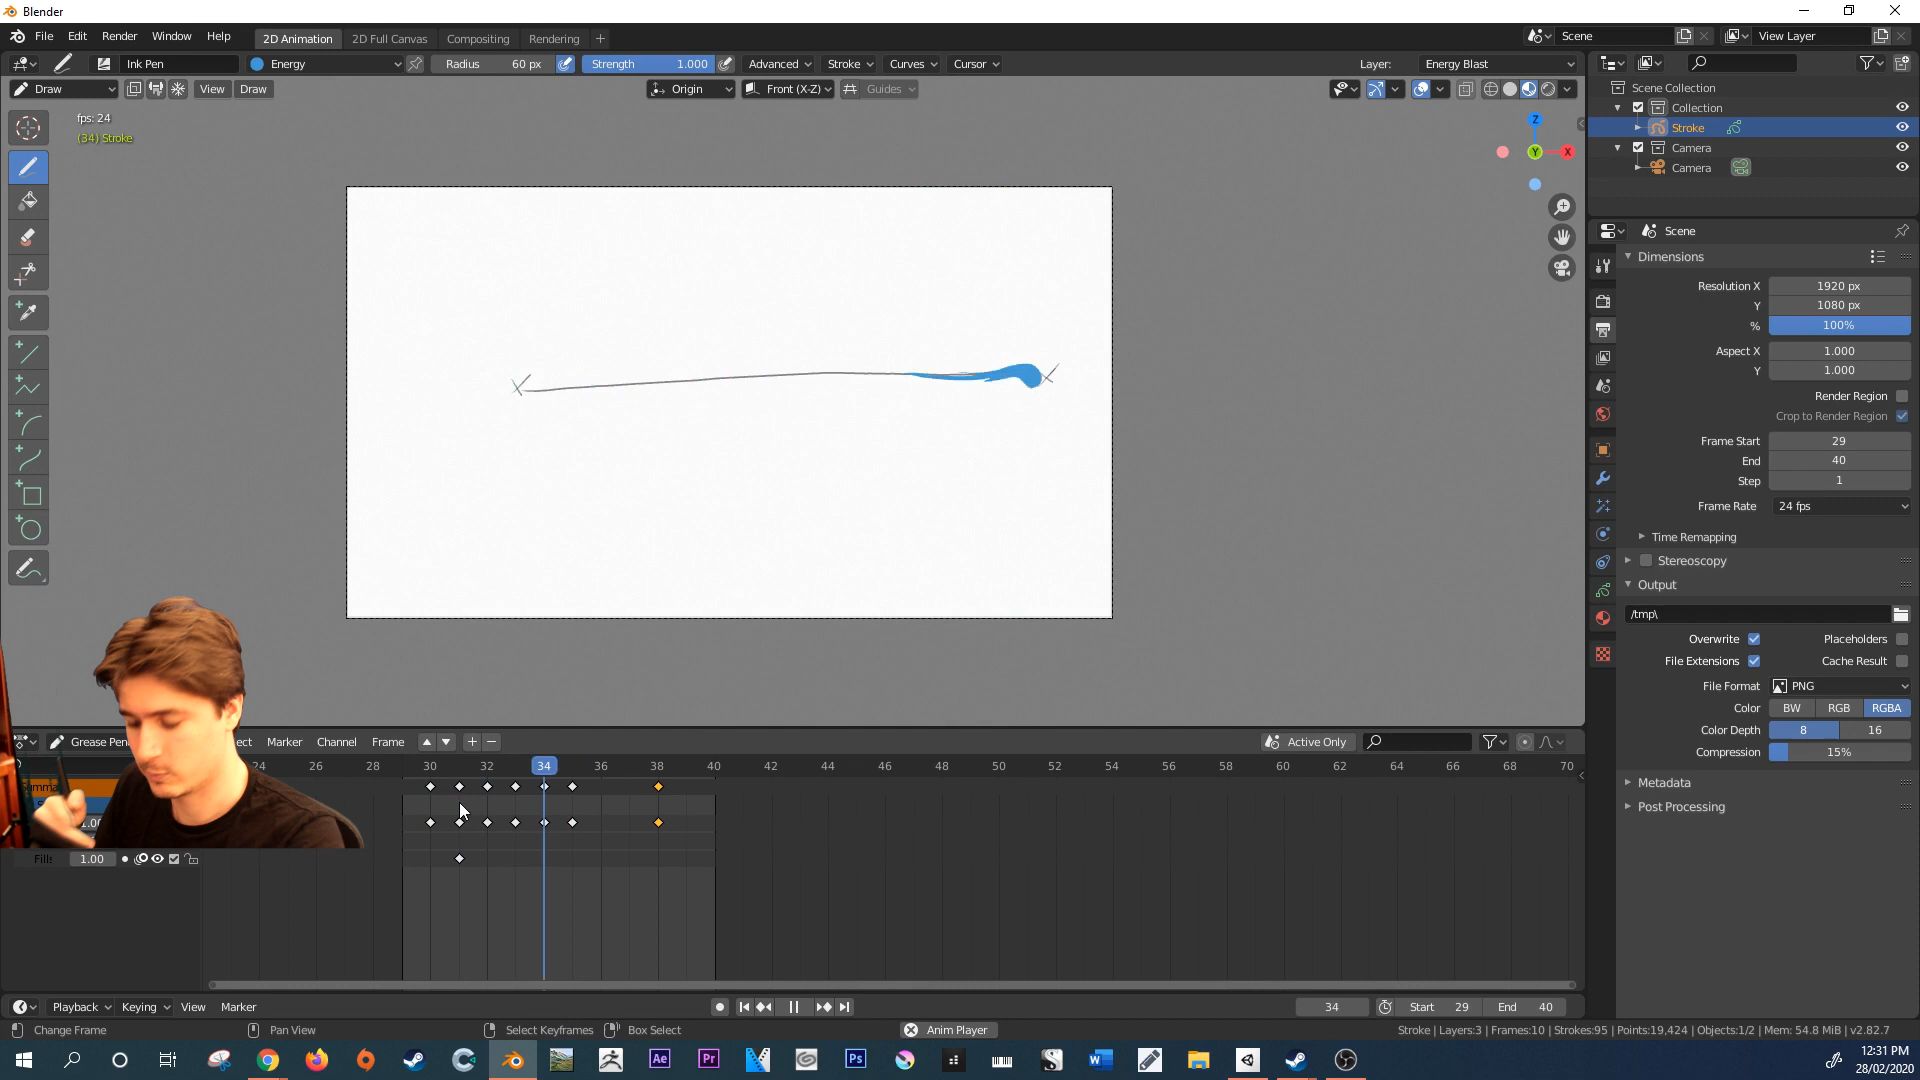 Blender
File Edit Render Window Help
2D Animation 2D Full Canvas Compositing Rendering +
Scene
View Layer
Ink Pen Energy Radius 60 px Strength 1.000 Advanced Stroke Curves Cursor Layer: Energy Blast
Draw View Draw Origin Front (X-Z) Guides
fps: 24
(34) Stroke
Z
Y
X
Scene Collection
Collection
Stroke
Camera
Camera
Scene
Dimensions
Resolution X 1920 px
Y 1080 px
% 100%
Aspect X 1.000
Y 1.000
Render Region
Crop to Render Region
Frame Start 29
End 40
Step 1
Frame Rate 24 fps
Time Remapping
Stereoscopy
Output
/tmp\
Overwrite Placeholders
File Extensions Cache Result
File Format PNG
Color BW RGB RGBA
Color Depth 8 16
Compression 15%
Metadata
Post Processing
Grease Pen ect Marker Channel Frame Active Only
24 26 28 30 32 34 36 38 40 42 44 46 48 50 52 54 56 58 60 62 64 66 68 70
Fills 1.00
Playback Keying View Marker 34 Start 29 End 40
Change Frame Pan View Select Keyframes Box Select Anim Player Stroke | Layers:3 | Frames:10 | Strokes:95 | Points:19,424 | Objects:1/2 | Mem: 54.8 MiB | v2.82.7
Ae Pr Ps
12:31 PM
28/02/2020